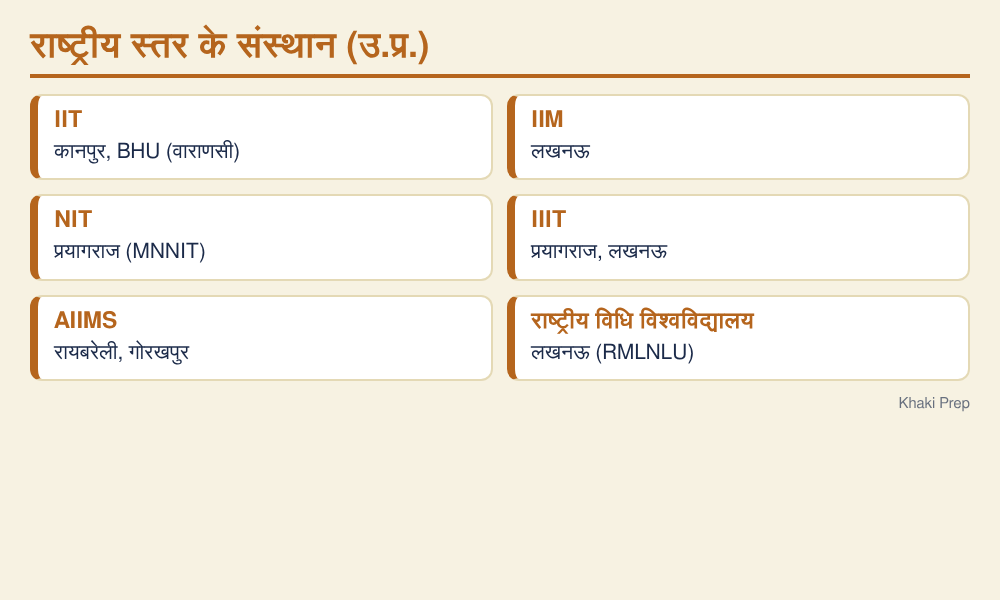 राष्ट्रीय स्तर के संस्थान (उ.प्र.)
IIT
कानपुर, BHU (वाराणसी)
IIM
लखनऊ
NIT
प्रयागराज (MNNIT)
IIIT
प्रयागराज, लखनऊ
AIIMS
रायबरेली, गोरखपुर
राष्ट्रीय विधि विश्वविद्यालय
लखनऊ (RMLNLU)
Khaki Prep